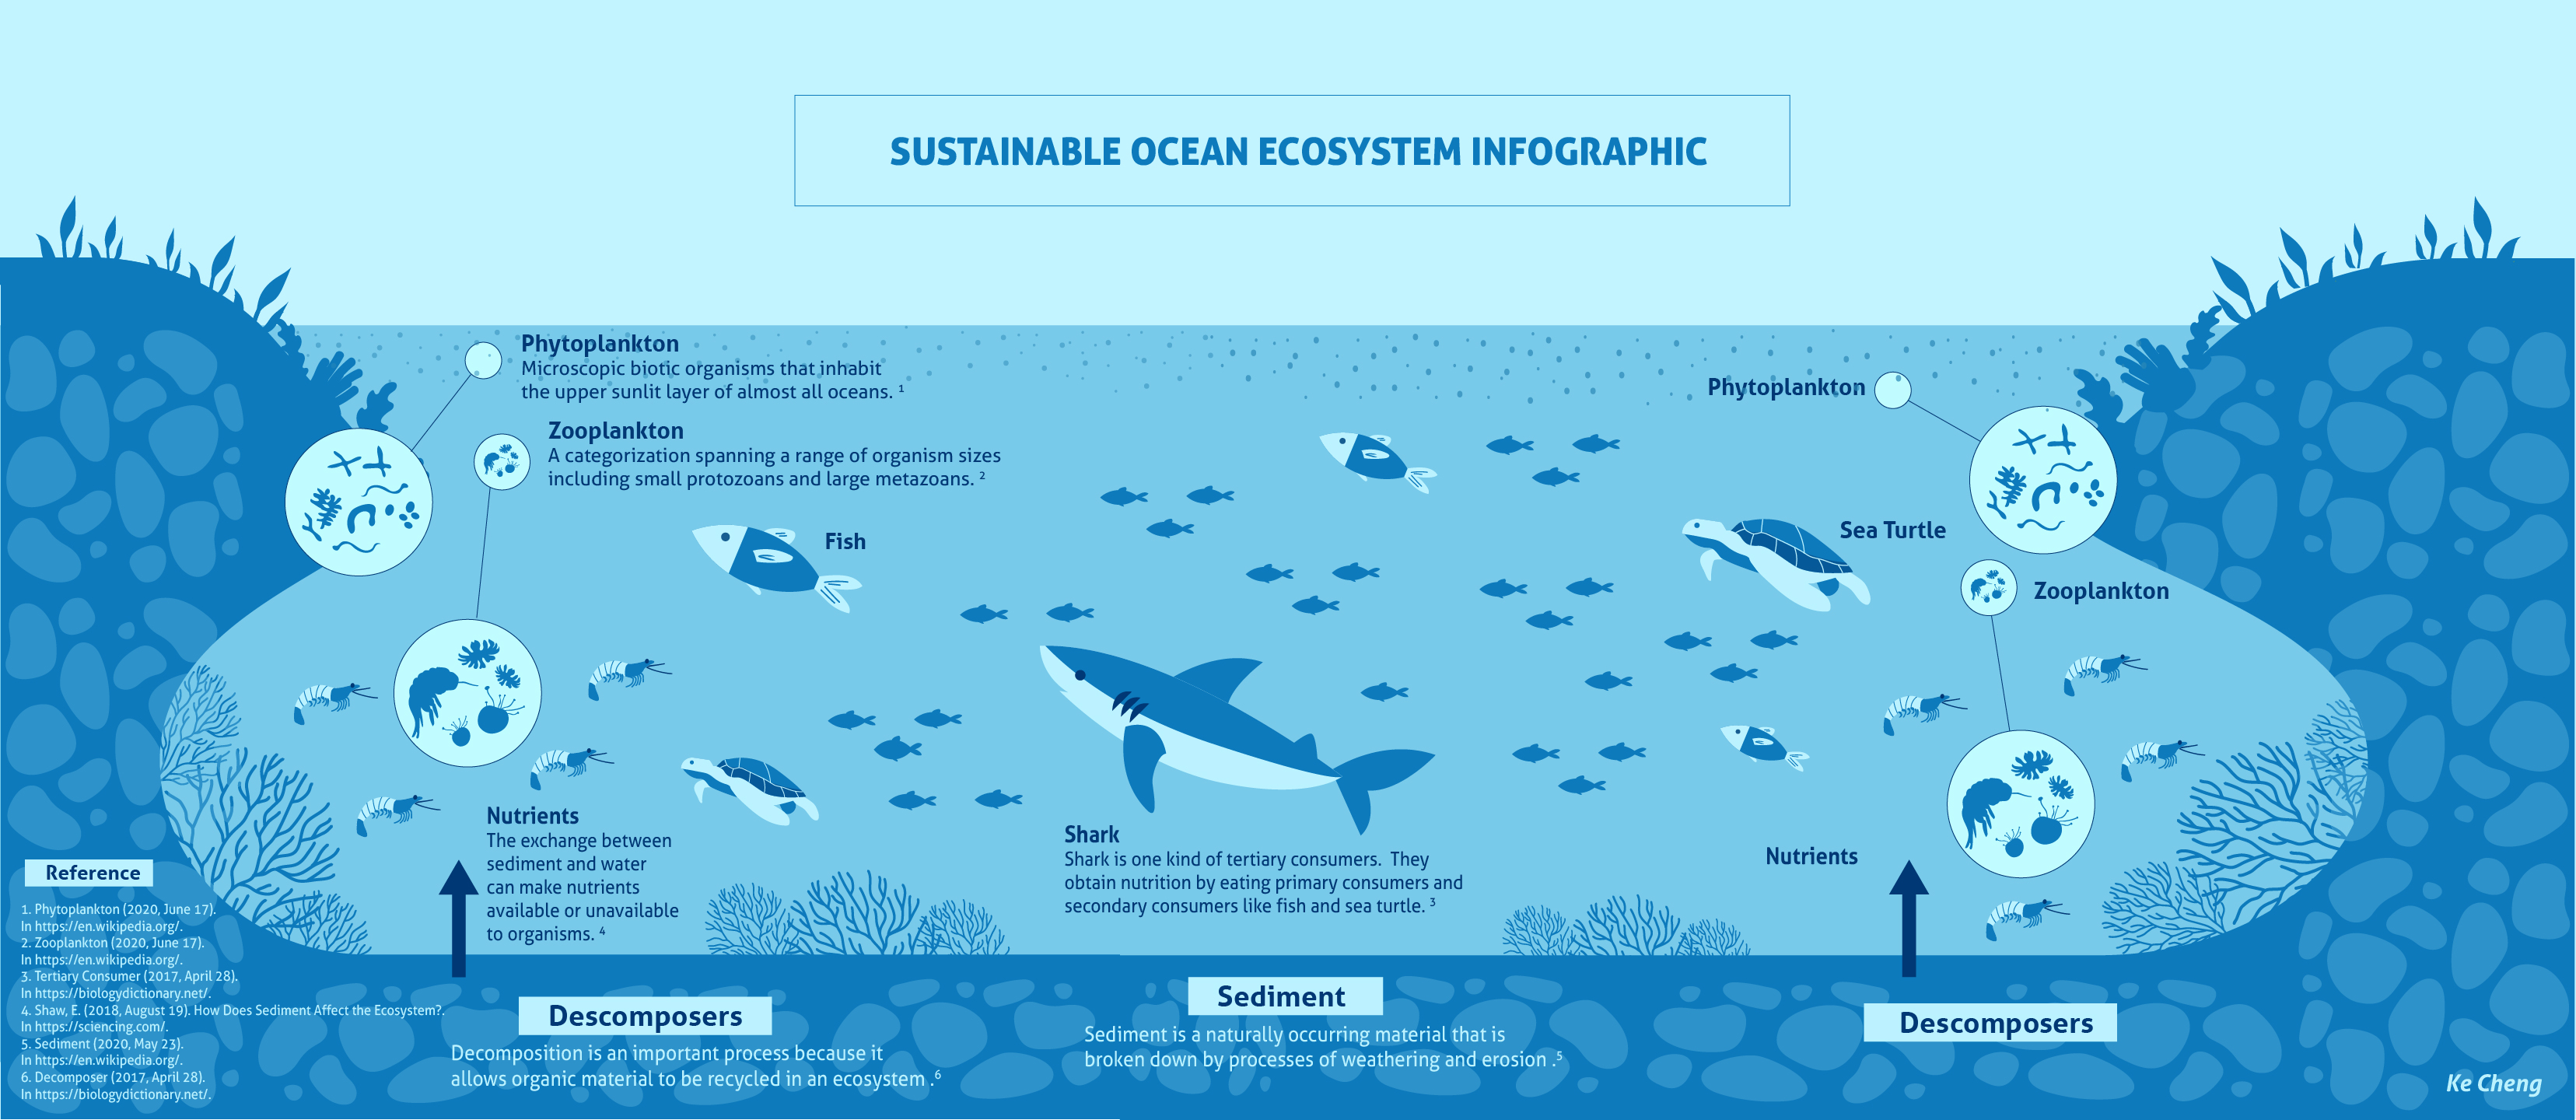 SUSTAINABLE OCEAN ECOSYSTEM INFOGRAPHIC
Phytoplankton
Microscopic biotic organisms that inhabit
the upper sunlit layer of almost all oceans. 1
Zooplankton
A categorization spanning a range of organism sizes
including small protozoans and large metazoans. 2
Fish
Phytoplankton
Sea Turtle
Zooplankton
Nutrients
The exchange between
sediment and water
can make nutrients
available or unavailable
to organisms. 4
Shark
Shark is one kind of tertiary consumers. They
obtain nutrition by eating primary consumers and
secondary consumers like fish and sea turtle. 3
Nutrients
Reference
1. Phytoplankton (2020, June 17).
In https://en.wikipedia.org/.
2. Zooplankton (2020, June 17).
In https://en.wikipedia.org/.
3. Tertiary Consumer (2017, April 28).
In https://biologydictionary.net/.
4. Shaw, E. (2018, August 19). How Does Sediment Affect the Ecosystem?.
In https://sciencing.com/.
5. Sediment (2020, May 23).
In https://en.wikipedia.org/.
6. Decomposer (2017, April 28).
In https://biologydictionary.net/.
Descomposers
Decomposition is an important process because it
allows organic material to be recycled in an ecosystem .6
Sediment
Sediment is a naturally occurring material that is
broken down by processes of weathering and erosion .5
Descomposers
Ke Cheng